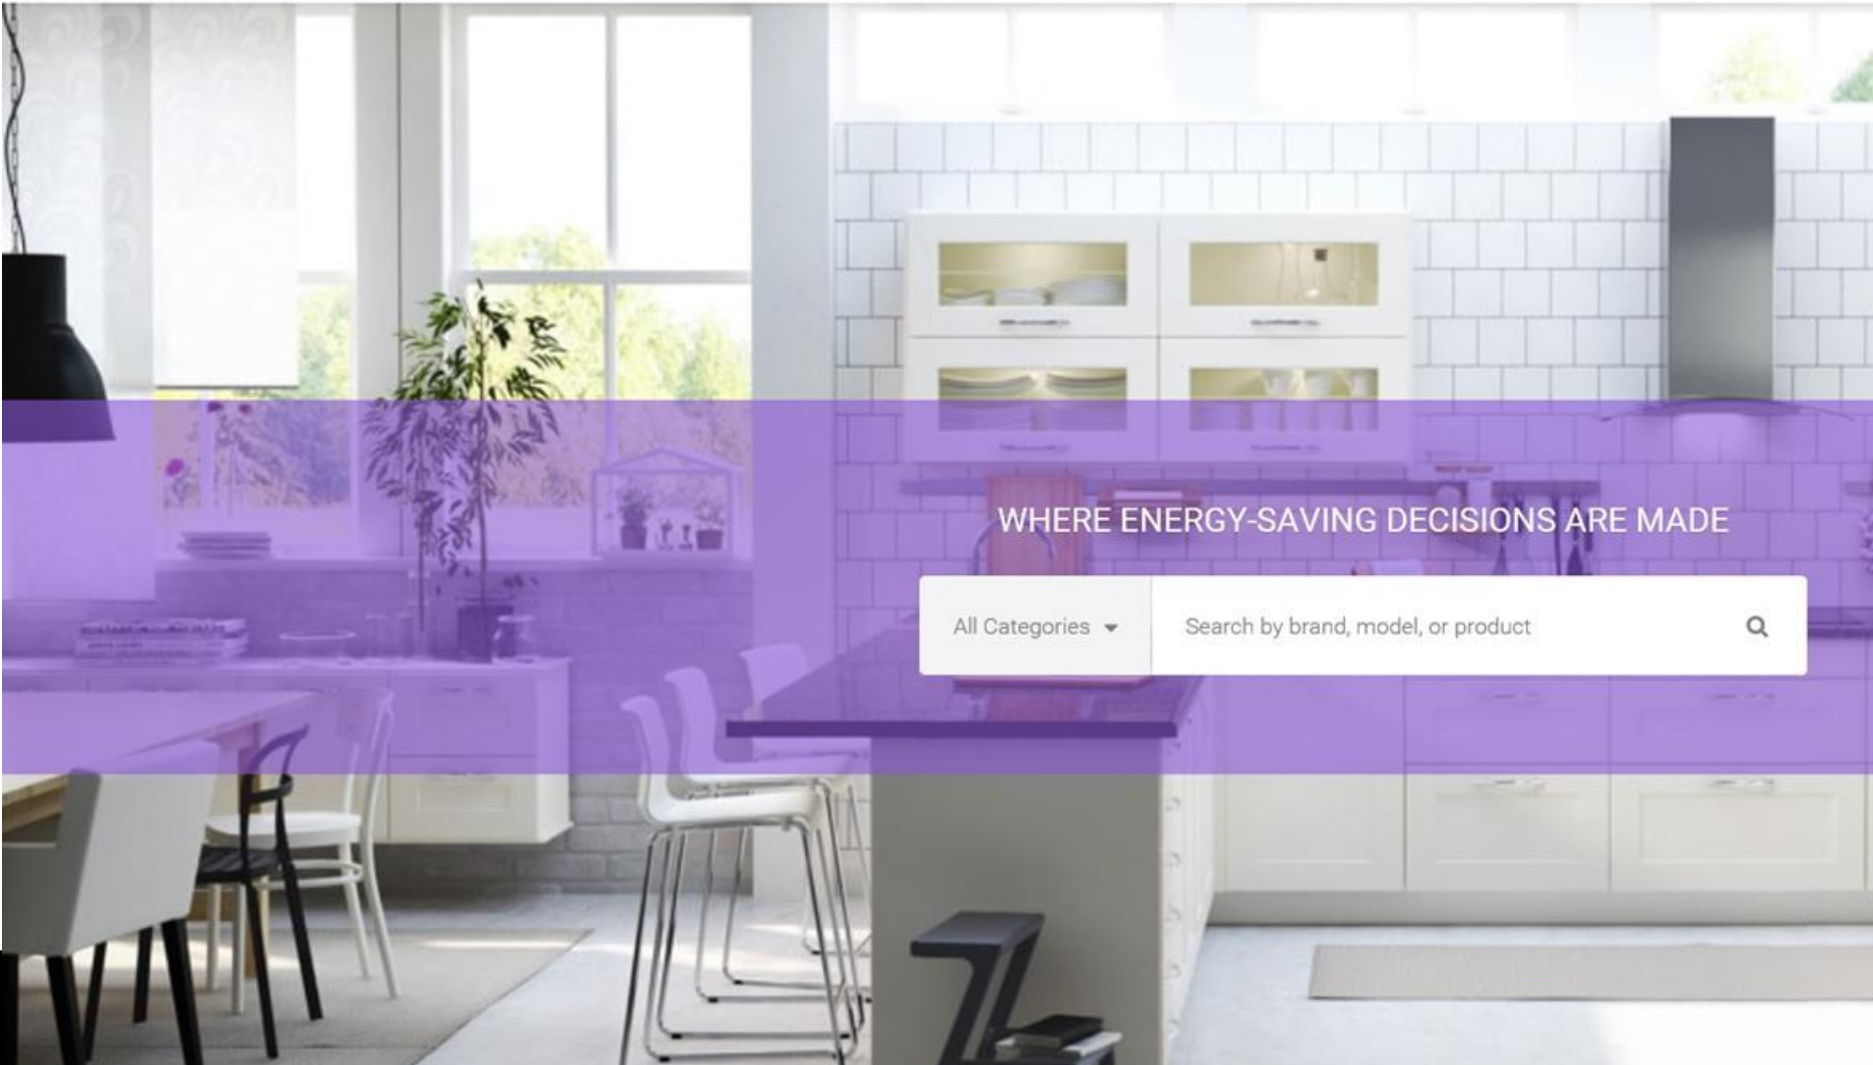 WHERE ENERGY-SAVING DECISIONS ARE MADE
All Categories
Search by brand, model, or product